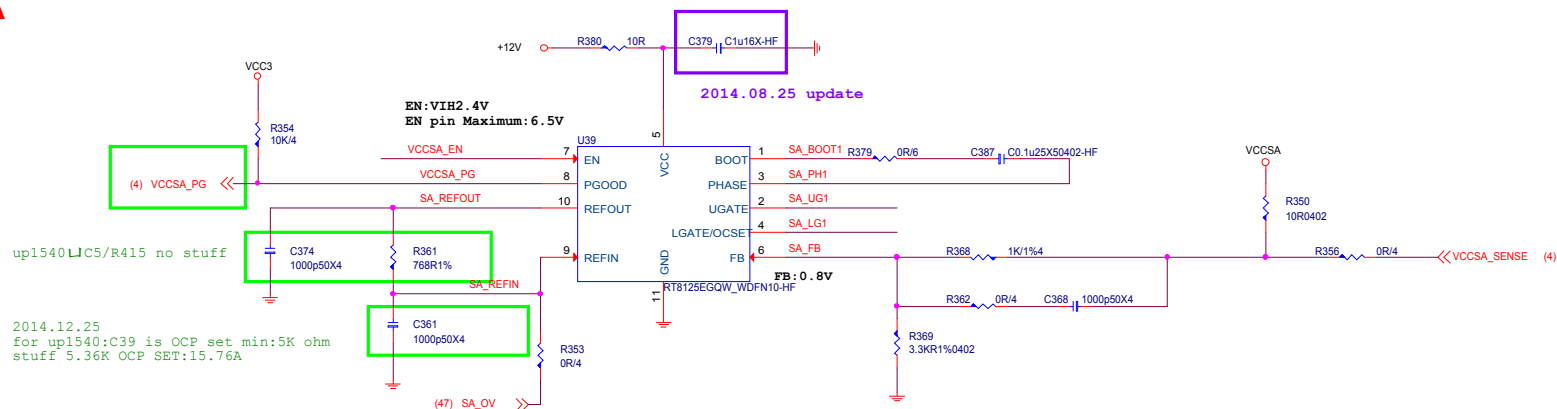 A
+12V
R380
10R
C379
C1u16X-HF
2014.08.25 update
VCC3
R354
10K/4
EN:VIH2.4V
EN pin Maximum:6.5V
U39
(4) VCCSA_PG
VCCSA_EN
7
EN
VCCSA_PG
8
PGOOD
SA_REFOUT
10
REFOUT
9
REFIN
5
VCC
GND
11
BOOT
1
SA_BOOT1
R379
0R/6
C387
C0.1u25X50402-HF
PHASE
3
SA_PH1
UGATE
2
SA_UG1
LGATE/OCSET
4
SA_LG1
FB
6
SA_FB
FB:0.8V
RT8125EGQW_WDFN10-HF
VCCSA
R350
10R0402
R368
1K/1%4
R356
0R/4
VCCSA_SENSE (4)
R362
0R/4
C368
1000p50X4
R369
3.3KR1%0402
C374
1000p50X4
R361
768R1%
SA_REFIN
C361
1000p50X4
R353
0R/4
(47) SA_OV
C5/R415 no stuff
2014.12.25
for up1540:C39 is OCP set min:5K ohm
stuff 5.36K OCP SET:15.76A